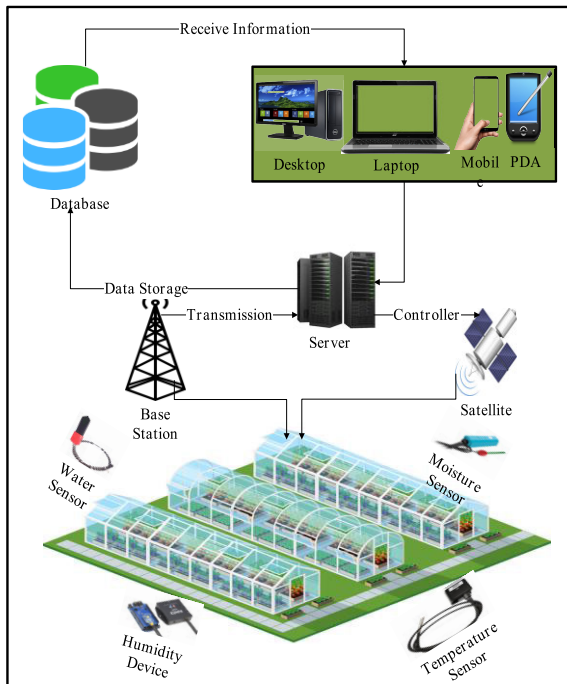 Receive Information
Desktop
Laptop
Mobil
e
PDA
Database
Data Storage
Transmission
Server
Controller
Base
Station
Satellite
Water
Sensor
Moisture
Sensor
Humidity
Device
Temperature
Sensor